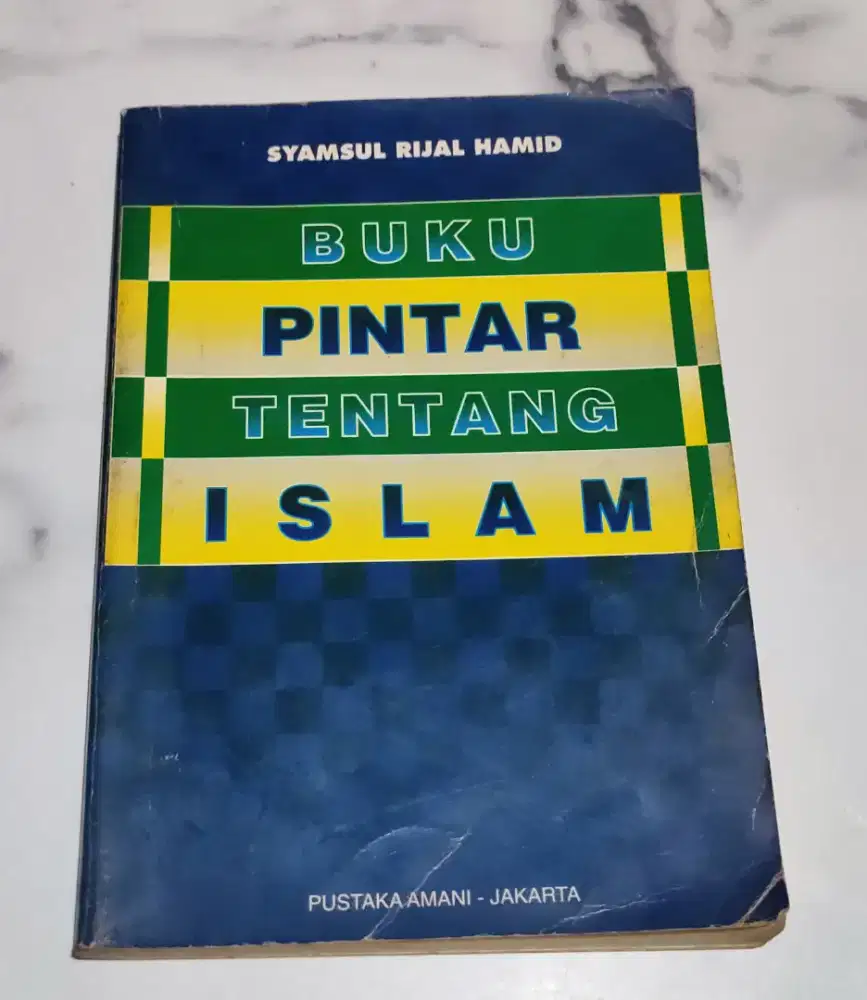 SYAMSUL RIJAL HAMID
BUKU
PINTAR
TENTANG
ISLAM
PUSTAKA AMANI - JAKARTA